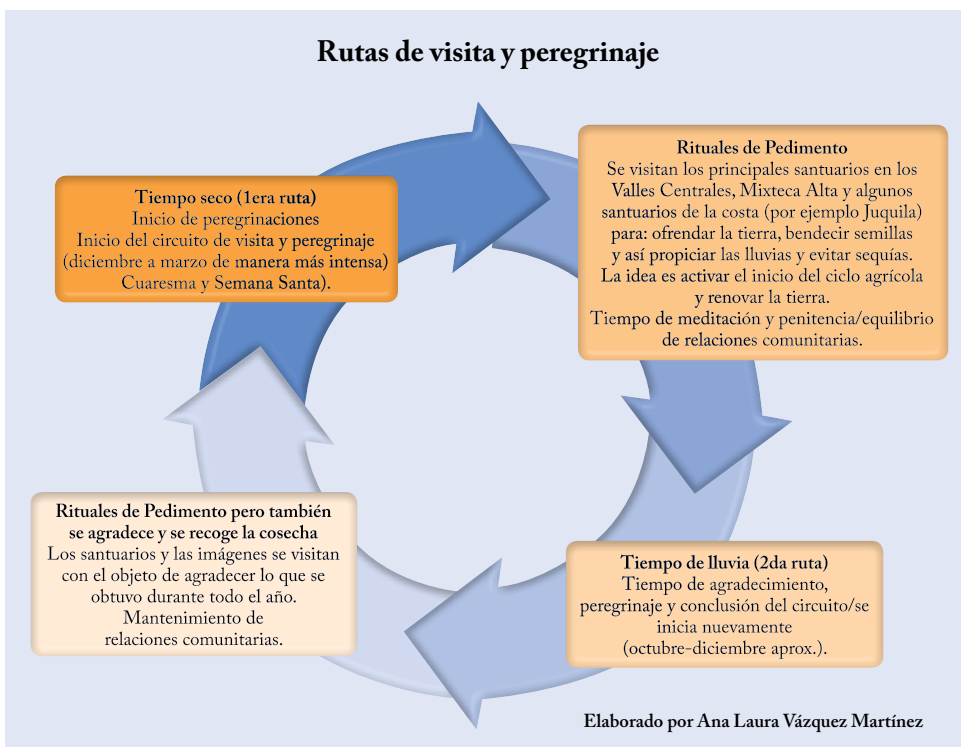 Rutas de visita y peregrinaje
Tiempo seco (1era ruta)
Inicio de peregrinaciones
Inicio del circuito de visita y peregrinaje
(diciembre a marzo de manera más intensa)
Cuaresma y Semana Santa).
Rituales de Pedimento
Se visitan los principales santuarios en los
Valles Centrales, Mixteca Alta y algunos
santuarios de la costa (por ejemplo Juquila)
para: ofrendar la tierra, bendecir semillas
y así propiciar las lluvias y evitar sequías.
La idea es activar el inicio del ciclo agrícola
y renovar la tierra.
Tiempo de meditación y penitencia/equilibrio
de relaciones comunitarias.
Tiempo de lluvia (2da ruta)
Tiempo de agradecimiento,
peregrinaje y conclusión del circuito/se
inicia nuevamente
(octubre-diciembre aprox.).
Rituales de Pedimento pero también
se agradece y se recoge la cosecha
Los santuarios y las imágenes se visitan
con el objeto de agradecer lo que se
obtuvo durante todo el año.
Mantenimiento de
relaciones comunitarias.
Elaborado por Ana Laura Vázquez Martínez